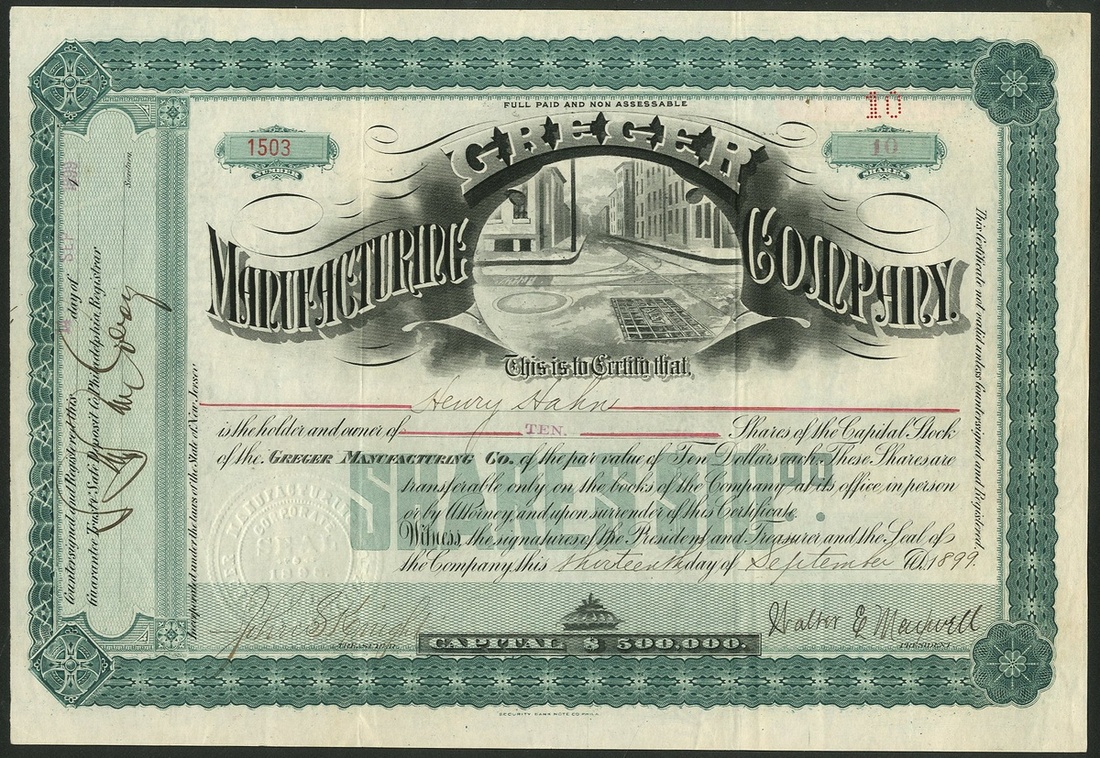 FULL PAID AND NON ASSESSABLE
10
1503
NUMBER
10
SHARES
GREGER
MANUFACTURING COMPANY.
This is to Certify that,
Henry Hahn
is the holder and owner of TEN. Shares of the Capital Stock
of the GREGER MANUFACTURING Co. of the par value of Ten Dollars each. These Shares are
transferable only on the books of the Company at its office, in person
or by Attorney, and upon surrender of this Certificate.
Witness, the signatures of the President and Treasurer and the Seal of
the Company, this thirteenth day of September A.D. 1899.
SHARES
TREASURER.
CAPITAL $ 500,000.
Walter E Maxwell
PRESIDENT.
SECURITY BANK NOTE CO. PHILA.
Countersigned and Registered this day of SEP
Guarantee Trust & Safe Deposit Co. Philadelphia, Registrar
Incorporated under the laws of the State of New Jersey
This Certificate not valid unless Countersigned and Registered.